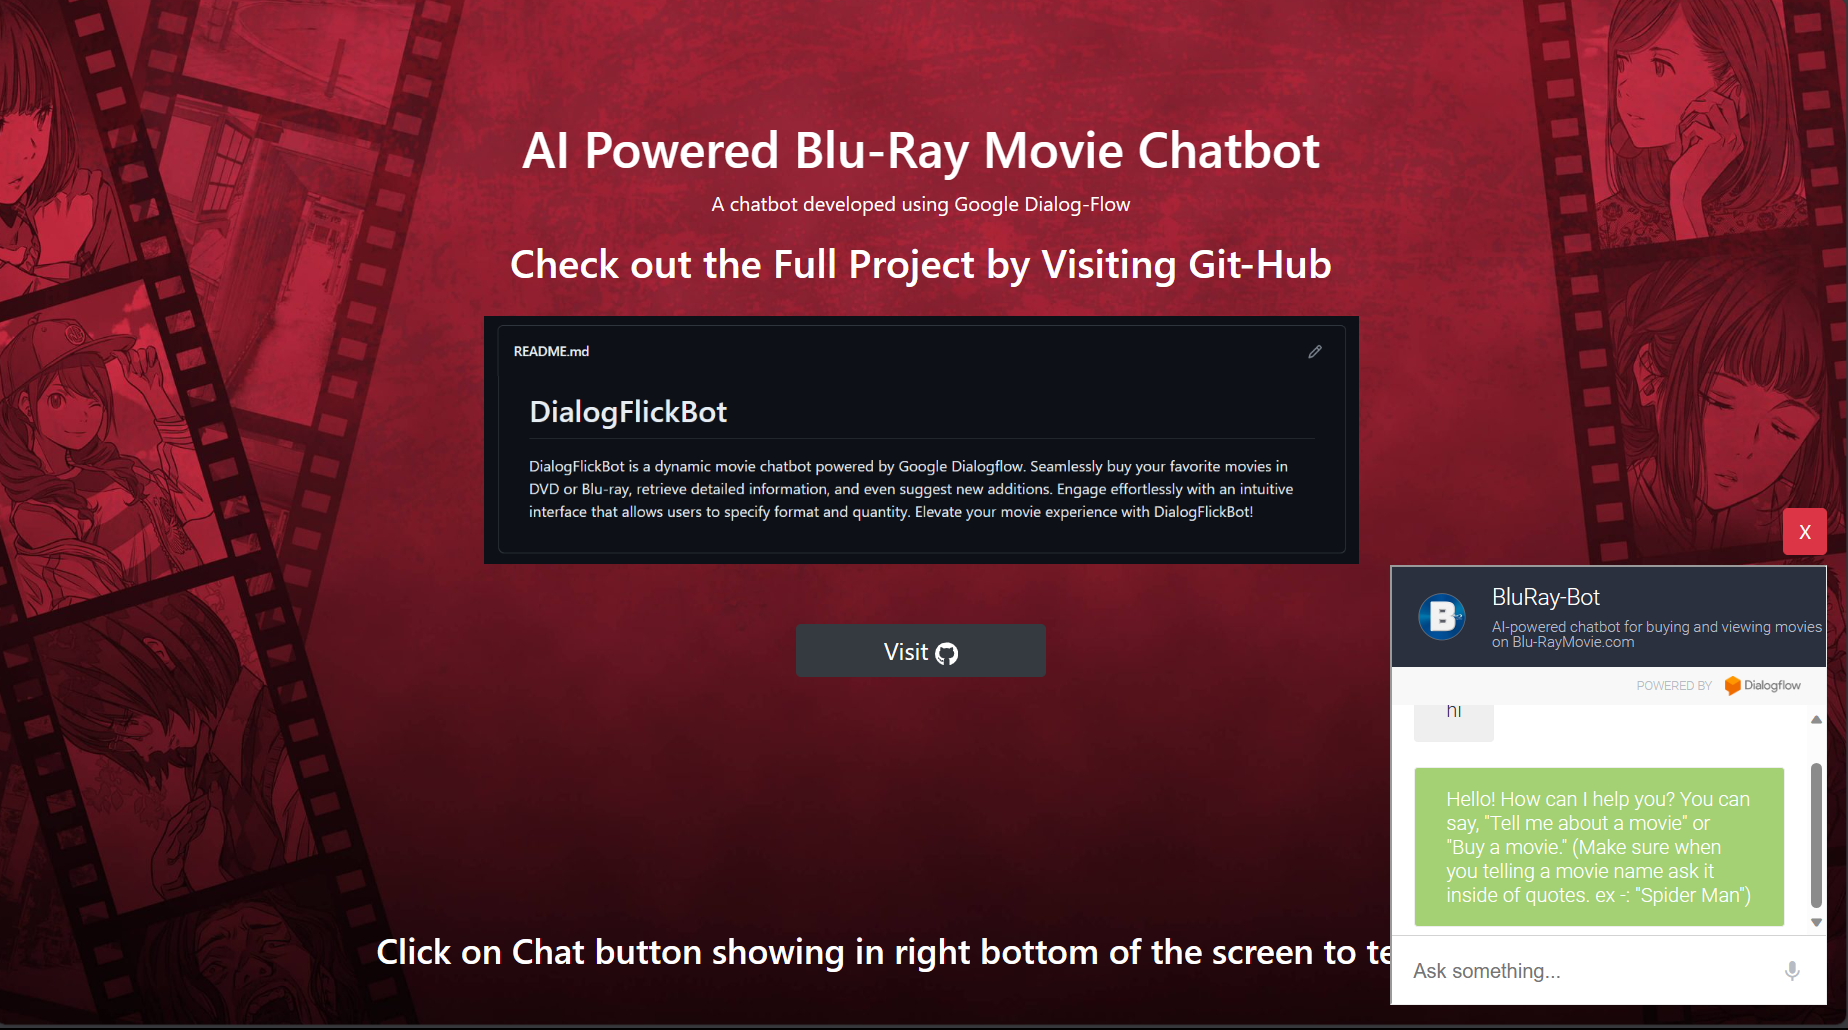 AI Powered Blu-Ray Movie Chatbot
A chatbot developed using Google Dialog-Flow
Check out the Full Project by Visiting Git-Hub
README.md
DialogFlickBot
DialogFlickBot is a dynamic movie chatbot powered by Google Dialogflow. Seamlessly buy your favorite movies in
DVD or Blu-ray, retrieve detailed information, and even suggest new additions. Engage effortlessly with an intuitive
interface that allows users to specify format and quantity. Elevate your movie experience with DialogFlickBot!
Visit
Click on Chat button showing in right bottom of the screen to te
X
B
BluRay-Bot
AI-powered chatbot for buying and viewing movies
on Blu-RayMovie.com
POWERED BY Dialogflow
hi
Hello! How can I help you? You can
say, "Tell me about a movie" or
"Buy a movie." (Make sure when
you telling a movie name ask it
inside of quotes. ex -: "Spider Man")
Ask something...